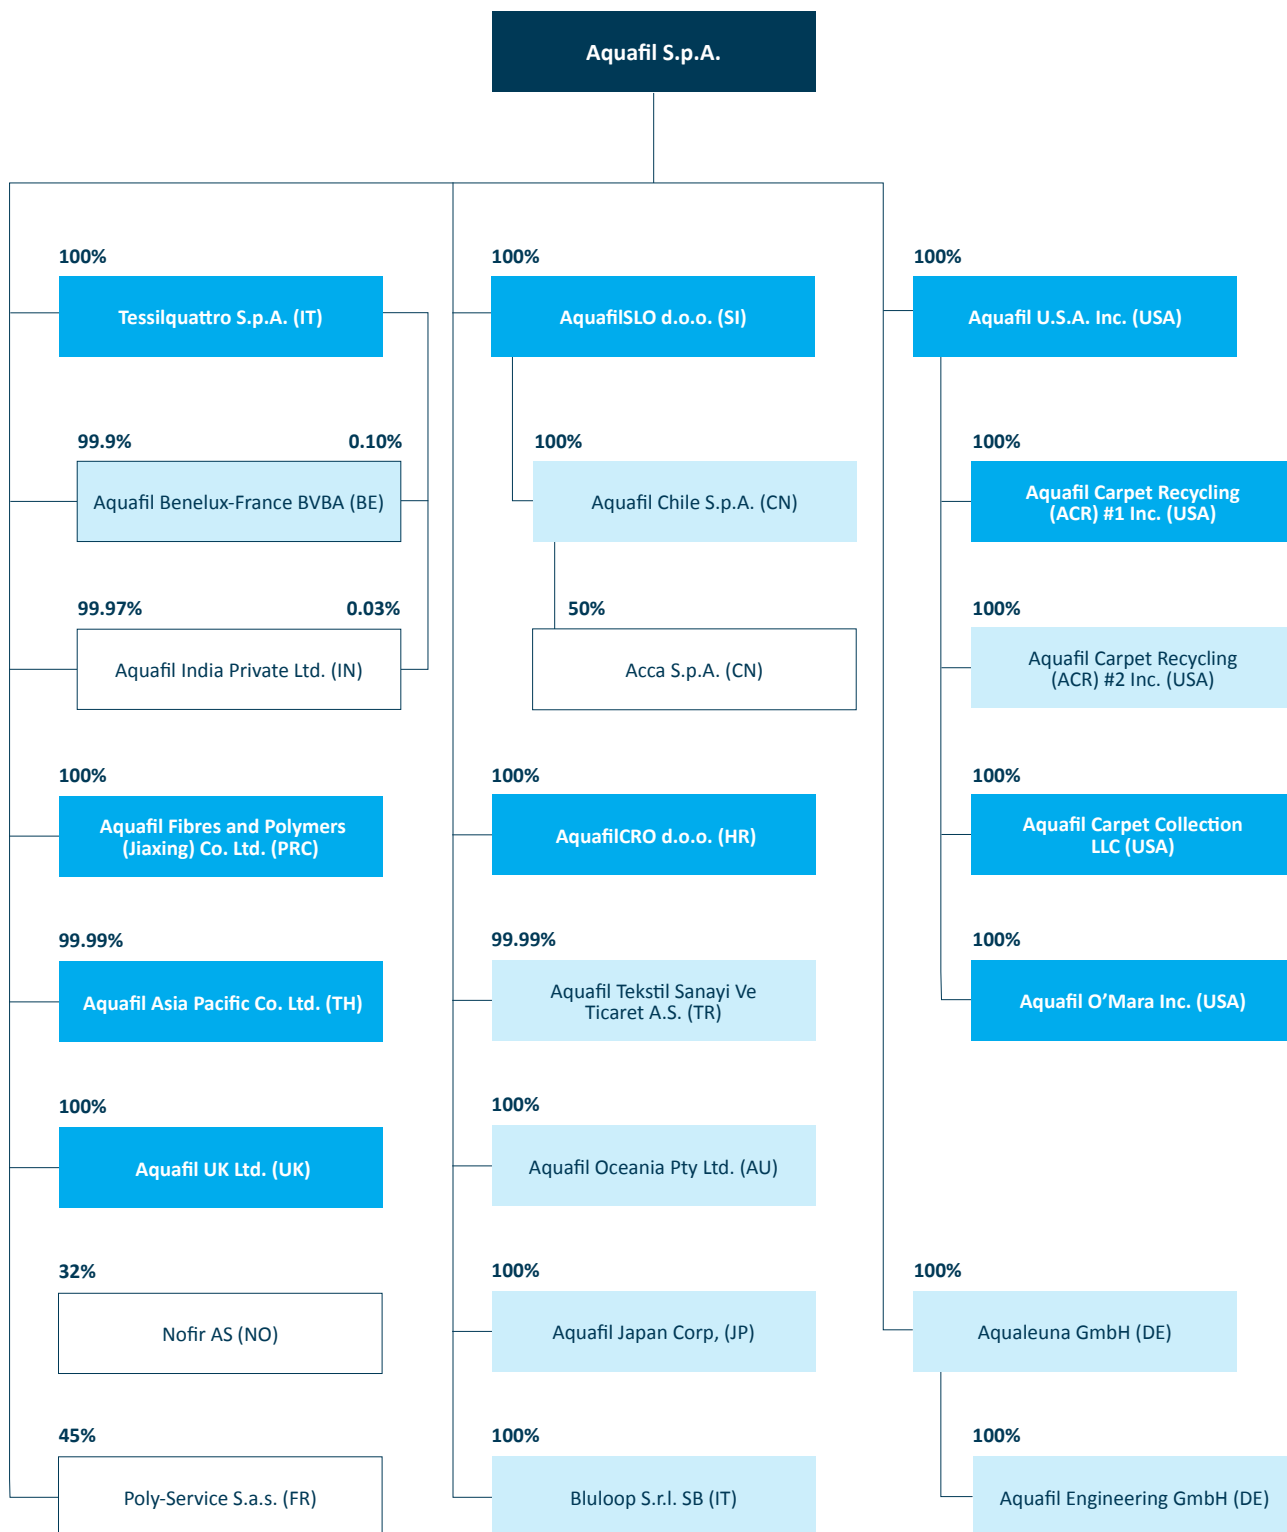 Aquafil S.p.A.
100%
Tessilquattro S.p.A. (IT)
99.9%
0.10%
Aquafil Benelux-France BVBA (BE)
99.97%
0.03%
Aquafil India Private Ltd. (IN)
100%
Aquafil Fibres and Polymers
(Jiaxing) Co. Ltd. (PRC)
99.99%
Aquafil Asia Pacific Co. Ltd. (TH)
100%
Aquafil UK Ltd. (UK)
32%
Nofir AS (NO)
45%
Poly-Service S.a.s. (FR)
100%
AquafilSLO d.o.o. (SI)
100%
Aquafil Chile S.p.A. (CN)
50%
Acca S.p.A. (CN)
100%
AquafilCRO d.o.o. (HR)
99.99%
Aquafil Tekstil Sanayi Ve
Ticaret A.S. (TR)
100%
Aquafil Oceania Pty Ltd. (AU)
100%
Aquafil Japan Corp, (JP)
100%
Bluloop S.r.l. SB (IT)
100%
Aquafil U.S.A. Inc. (USA)
100%
Aquafil Carpet Recycling
(ACR) #1 Inc. (USA)
100%
Aquafil Carpet Recycling
(ACR) #2 Inc. (USA)
100%
Aquafil Carpet Collection
LLC (USA)
100%
Aquafil O’Mara Inc. (USA)
100%
Aqualeuna GmbH (DE)
100%
Aquafil Engineering GmbH (DE)